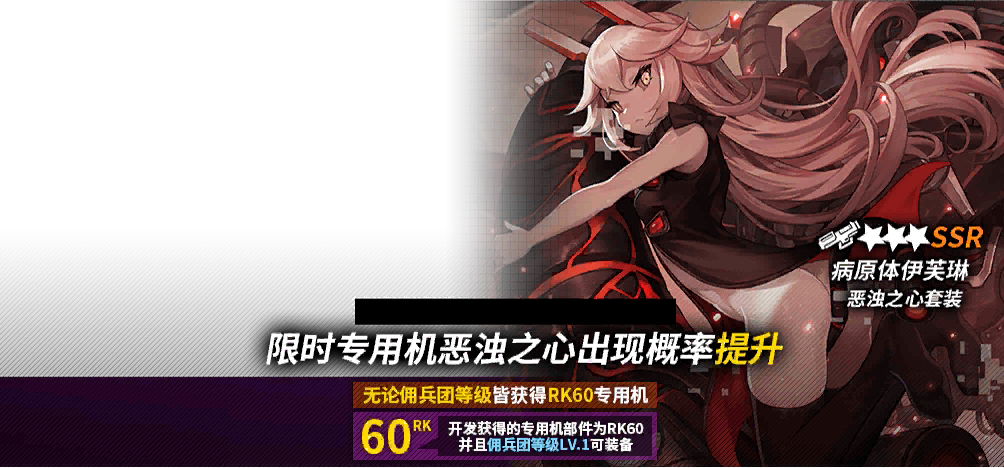 SSR
病原体伊芙琳
恶浊之心套装
限时专用机恶浊之心出现概率提升
无论佣兵团等级皆获得RK60专用机
60RK
开发获得的专用机部件为RK60
并且佣兵团等级LV.1可装备